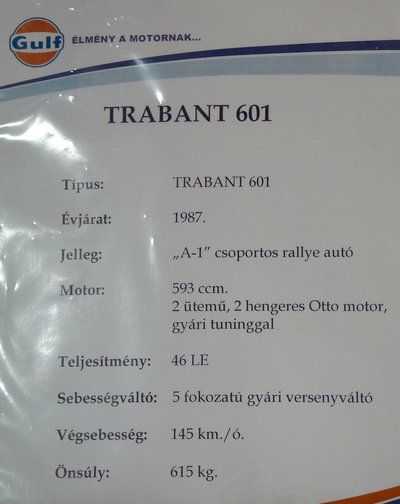 Gulf ÉLMÉNY A MOTORNAK...
TRABANT 601
Típus: TRABANT 601
Évjárat: 1987.
Jelleg: „A-1” csoportos rallye autó
Motor: 593 ccm.
2 ütemű, 2 hengeres Otto motor,
gyári tuninggal
Teljesítmény: 46 LE
Sebességváltó: 5 fokozatú gyári versenyváltó
Végsebesség: 145 km./ó.
Önsúly: 615 kg.